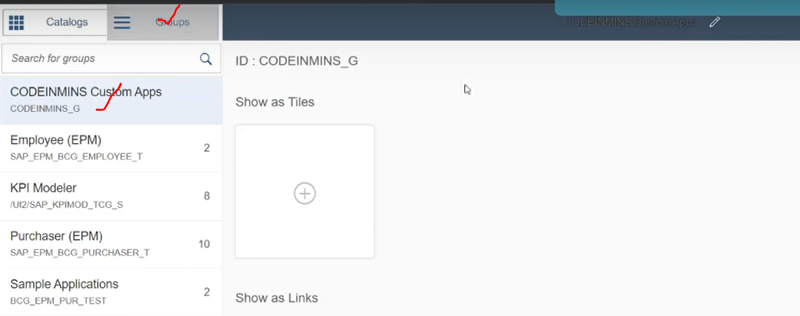 Catalogs
Groups
CODEINMINS Custom Apps
Search for groups
ID : CODEINMINS_G
CODEINMINS Custom Apps
CODEINMINS_G
Show as Tiles
Employee (EPM)
2
SAP_EPM_BCG_EMPLOYEE_T
KPI Modeler
8
/UI2/SAP_KPIMOD_TCG_S
Purchaser (EPM)
10
SAP_EPM_BCG_PURCHASER_T
Sample Applications
2
BCG_EPM_PUR_TEST
Show as Links